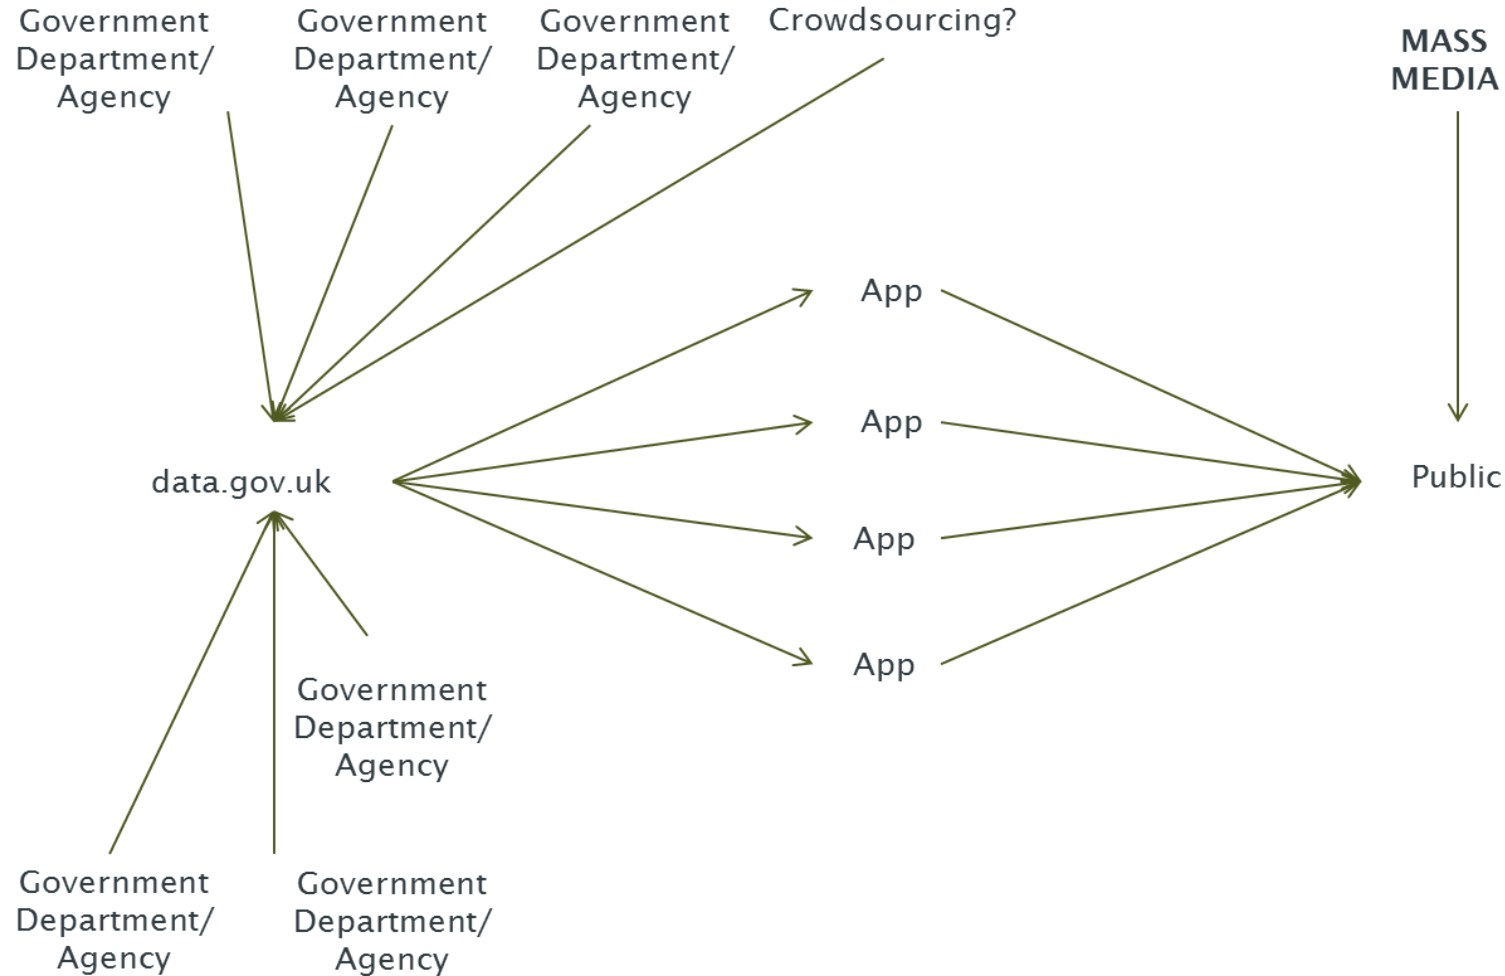 Government
Department/
Agency
Government
Department/
Agency
Government
Department/
Agency
Crowdsourcing?
MASS
MEDIA
App
App
data.gov.uk
Public
App
App
Government
Department/
Agency
Government
Department/
Agency
Government
Department/
Agency